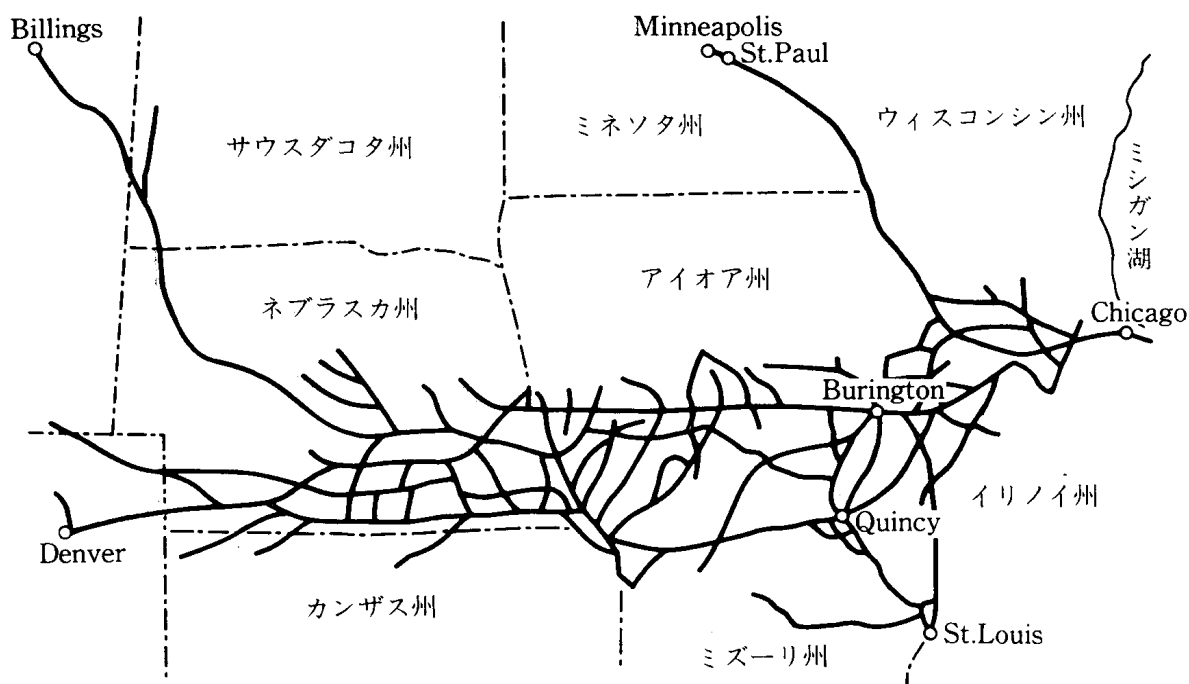 Billings
Minneapolis
St.Paul
サウスダコタ州
ミネソタ州
ウィスコンシン州
ミシガン湖
ネブラスカ州
アイオア州
Chicago
Burington
イリノイ州
Quincy
Denver
カンザス州
ミズーリ州
St.Louis